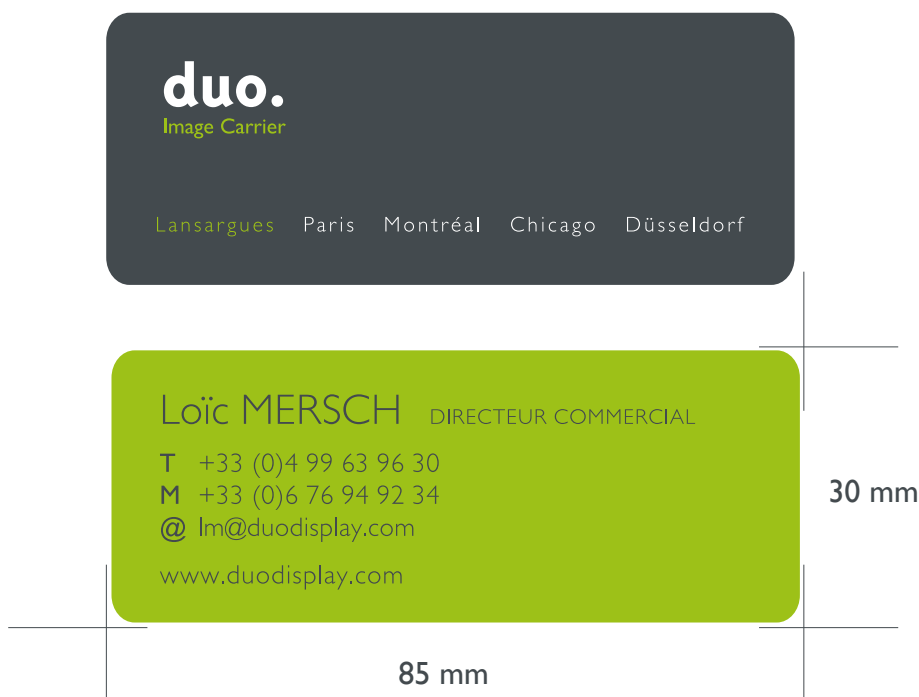 duo.
Image Carrier
Lansargues Paris Montréal Chicago Düsseldorf
Loïc MERSCH DIRECTEUR COMMERCIAL
T +33 (0)4 99 63 96 30
M +33 (0)6 76 94 92 34
@ lm@duodisplay.com
www.duodisplay.com
30 mm
85 mm